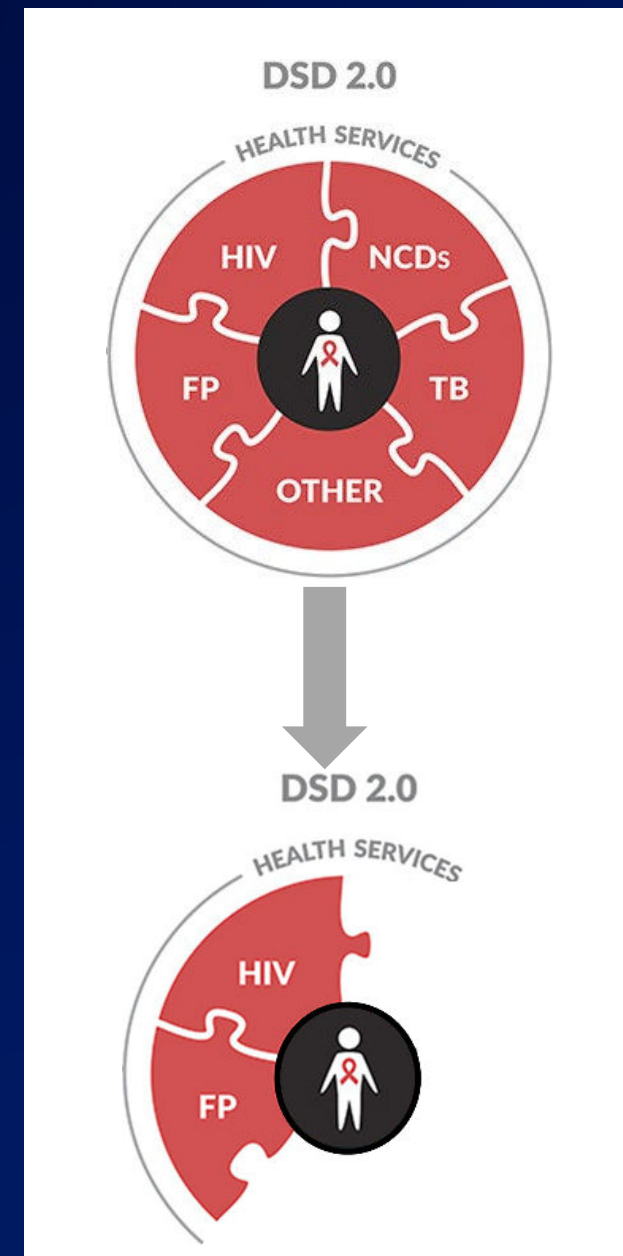 DSD 2.0
HEALTH SERVICES
HIV
NCDs
FP
TB
OTHER
DSD 2.0
HEALTH SERVICES
HIV
FP